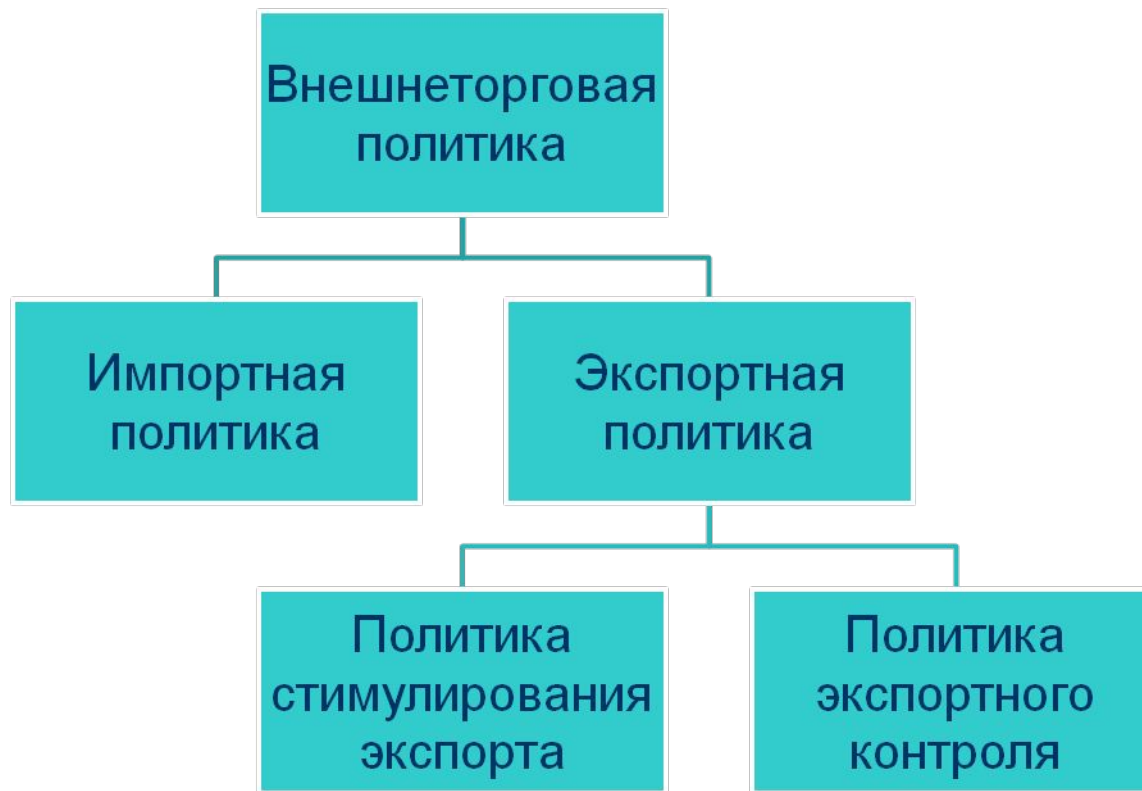 Внешнеторговая
политика
Импортная
политика
Экспортная
политика
Политика
стимулирования
экспорта
Политика
экспортного
контроля